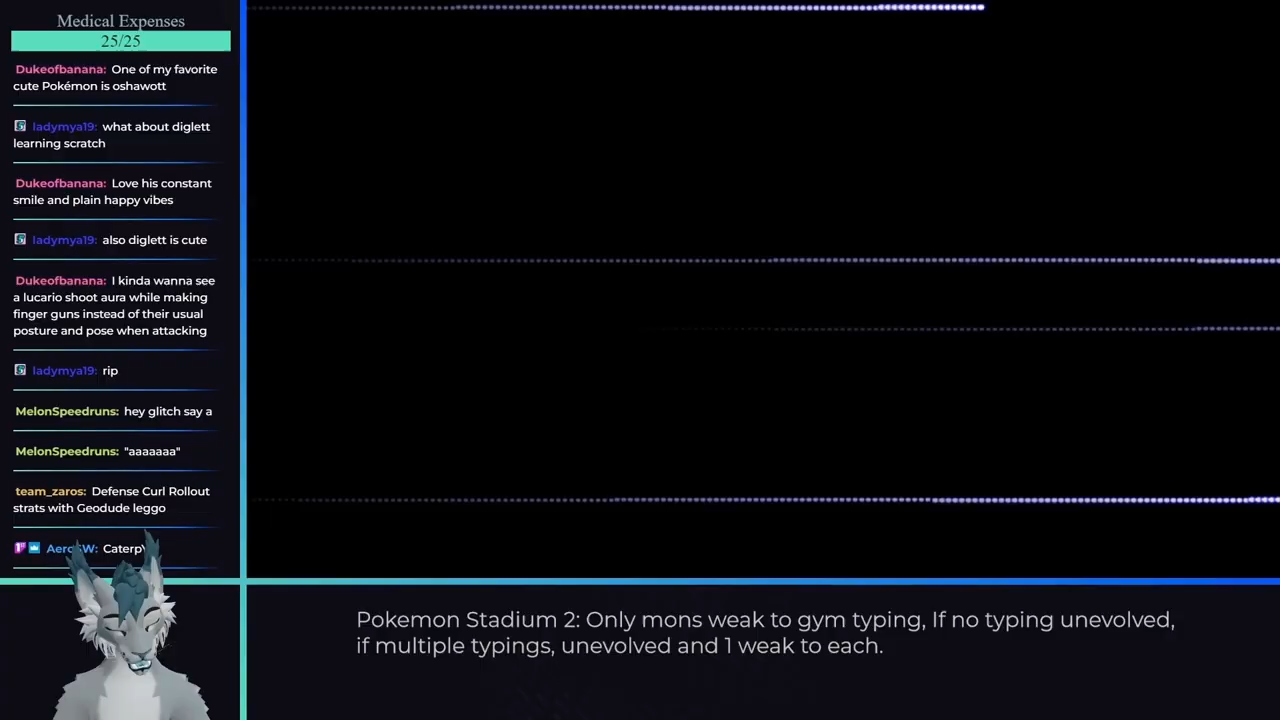 Medical Expenses
25/25
Dukeofbanana: One of my favorite
cute Pokémon is oshawott
ladymya19: what about diglett
learning scratch
Dukeofbanana: Love his constant
smile and plain happy vibes
ladymya19: also diglett is cute
Dukeofbanana: I kinda wanna see
a lucario shoot aura while making
finger guns instead of their usual
posture and pose when attacking
ladymya19: rip
MelonSpeedruns: hey glitch say a
MelonSpeedruns: "aaaaaaa"
team_zaros: Defense Curl Rollout
strats with Geodude leggo
Pokemon Stadium 2: Only mons weak to gym typing, If no typing unevolved,
if multiple typings, unevolved and 1 weak to each.